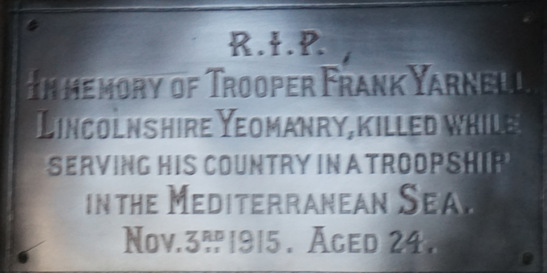 R.I.P.
IN MEMORY OF TROOPER FRANK YARNELL
LINCOLNSHIRE YEOMANRY, KILLED WHILE
SERVING HIS COUNTRY IN A TROOPSHIP
IN THE MEDITERRANEAN SEA.
NOV. 3RD 1915. AGED 24.